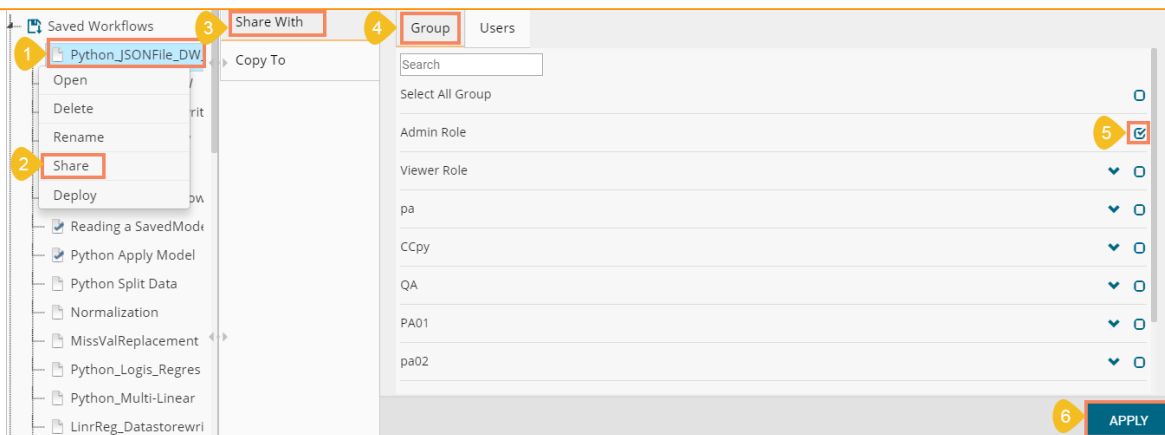 Saved Workflows
1
Python_JSONFile_DW_
Open
Delete
Rename
2
Share
Deploy
Reading a SavedMode
Python Apply Model
Python Split Data
Normalization
MissValReplacement
Python_Logis_Regres
Python_Multi-Linear
LinrReg_Datastorewri
3
Share With
Copy To
4
Group
Users
Search
Select All Group
Admin Role
5
Viewer Role
pa
CCpy
QA
PA01
pa02
6
APPLY